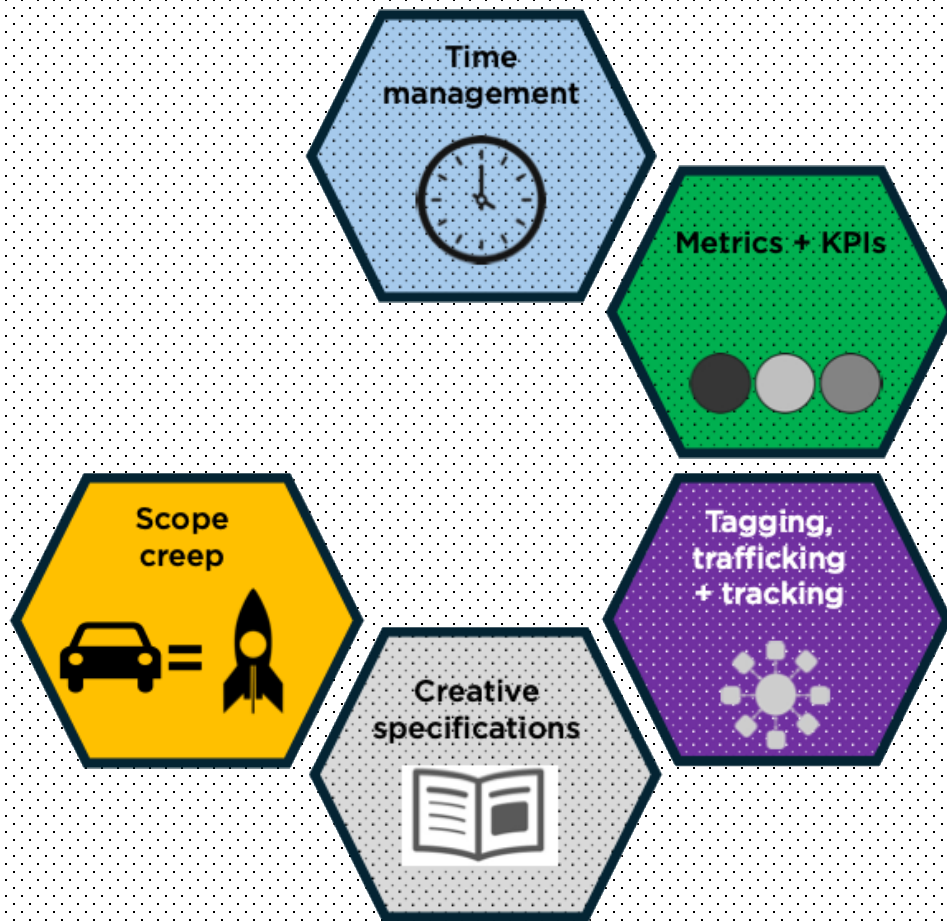 Time
management
Metrics + KPIs
Tagging,
trafficking
+ tracking
Creative
specifications
Scope
creep
=